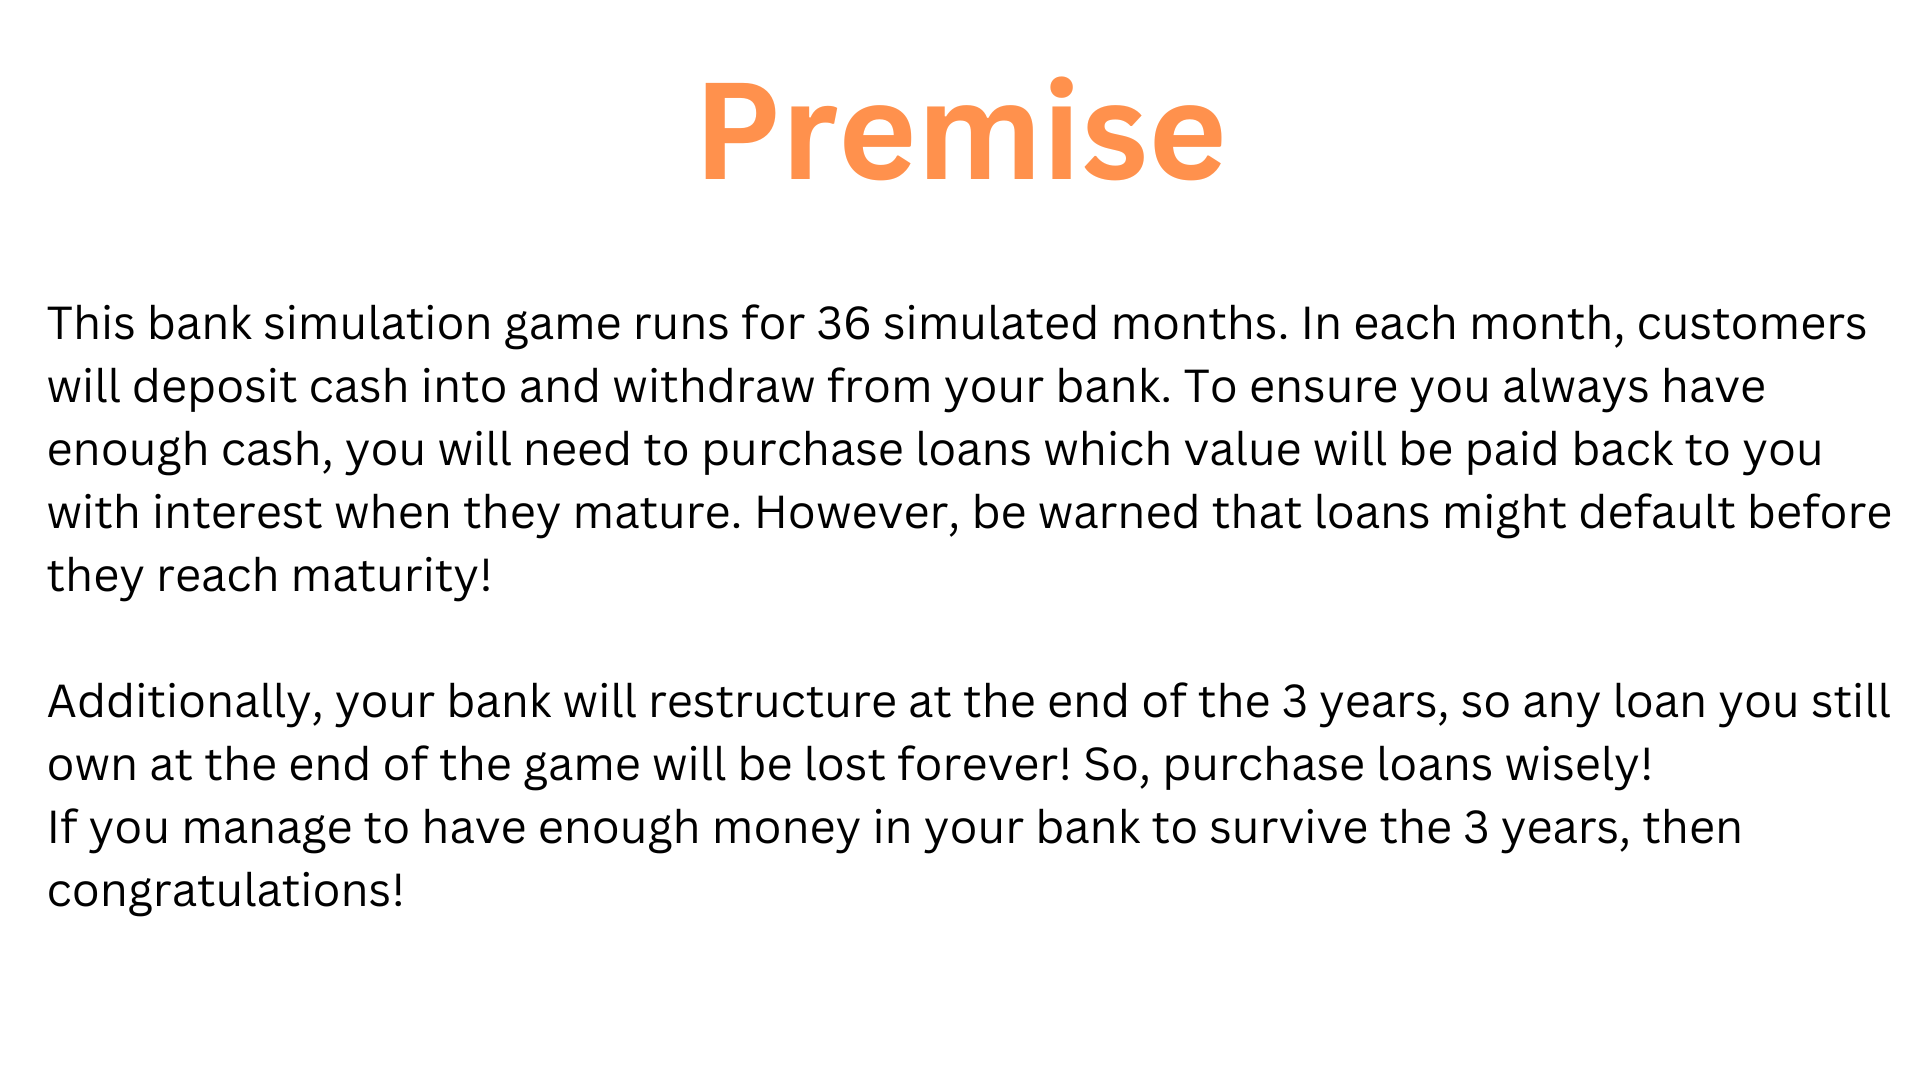 Premise
This bank simulation game runs for 36 simulated months. In each month, customers
will deposit cash into and withdraw from your bank. To ensure you always have
enough cash, you will need to purchase loans which value will be paid back to you
with interest when they mature. However, be warned that loans might default before
they reach maturity!
Additionally, your bank will restructure at the end of the 3 years, so any loan you still
own at the end of the game will be lost forever! So, purchase loans wisely!
If you manage to have enough money in your bank to survive the 3 years, then
congratulations!